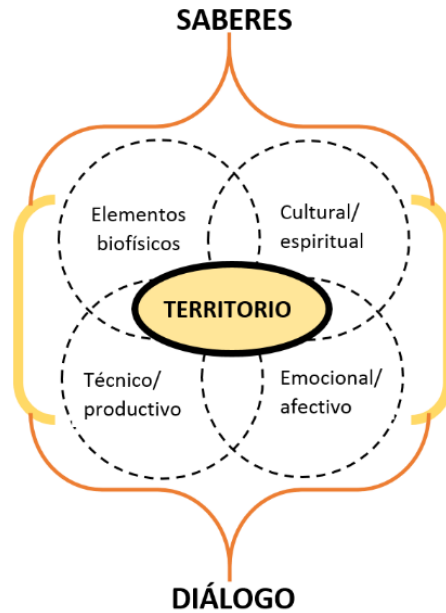 SABERES
Elementos
biofísicos
Cultural/
espiritual
TERRITORIO
Técnico/
productivo
Emocional/
afectivo
DIÁLOGO